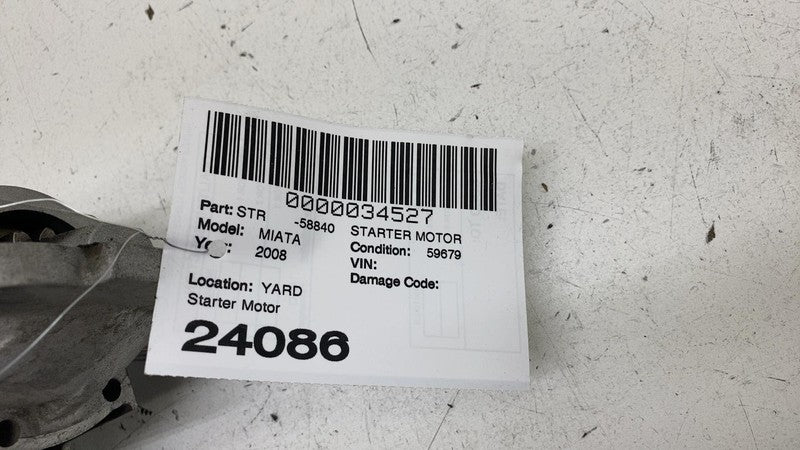 0000034527
Part: STR -58840 STARTER MOTOR
Model: MIATA Condition: 59679
Year: 2008 VIN:
Damage Code:
Location: YARD
Starter Motor
24086